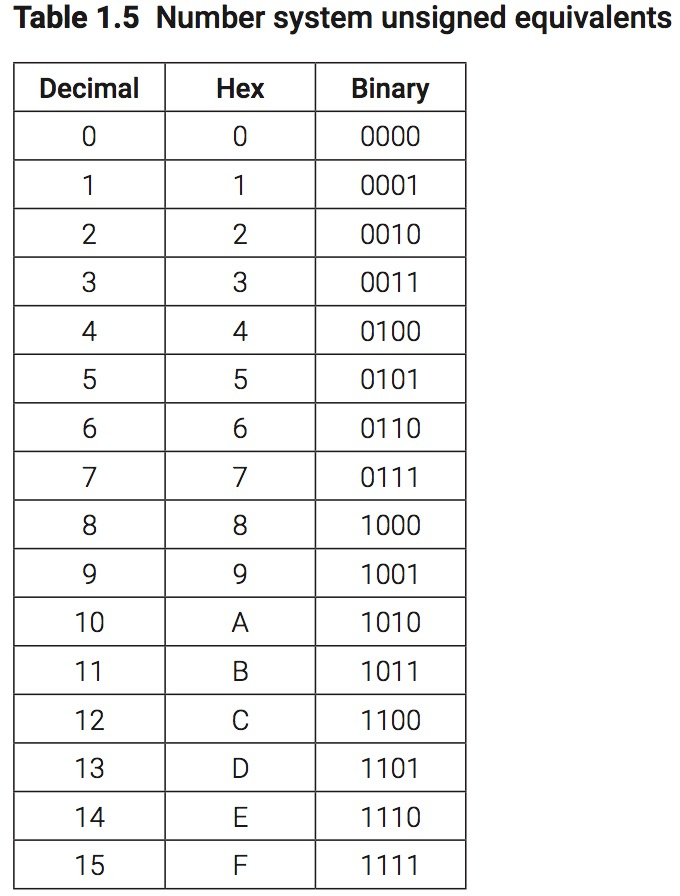 Table 1.5 Number system unsigned equivalents
Decimal Hex Binary
0 0 0000
1 1 0001
2 2 0010
3 3 0011
4 4 0100
5 5 0101
6 6 0110
7 7 0111
8 8 1000
9 9 1001
10 A 1010
11 B 1011
12 C 1100
13 D 1101
14 E 1110
15 F 1111